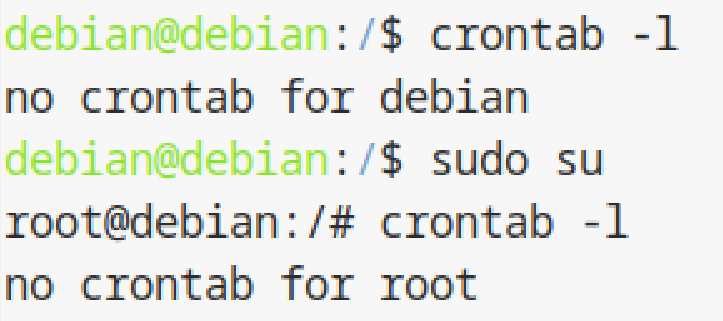 debian@debian:/$ crontab -l
no crontab for debian
debian@debian:/$ sudo su
root@debian:/# crontab -l
no crontab for root